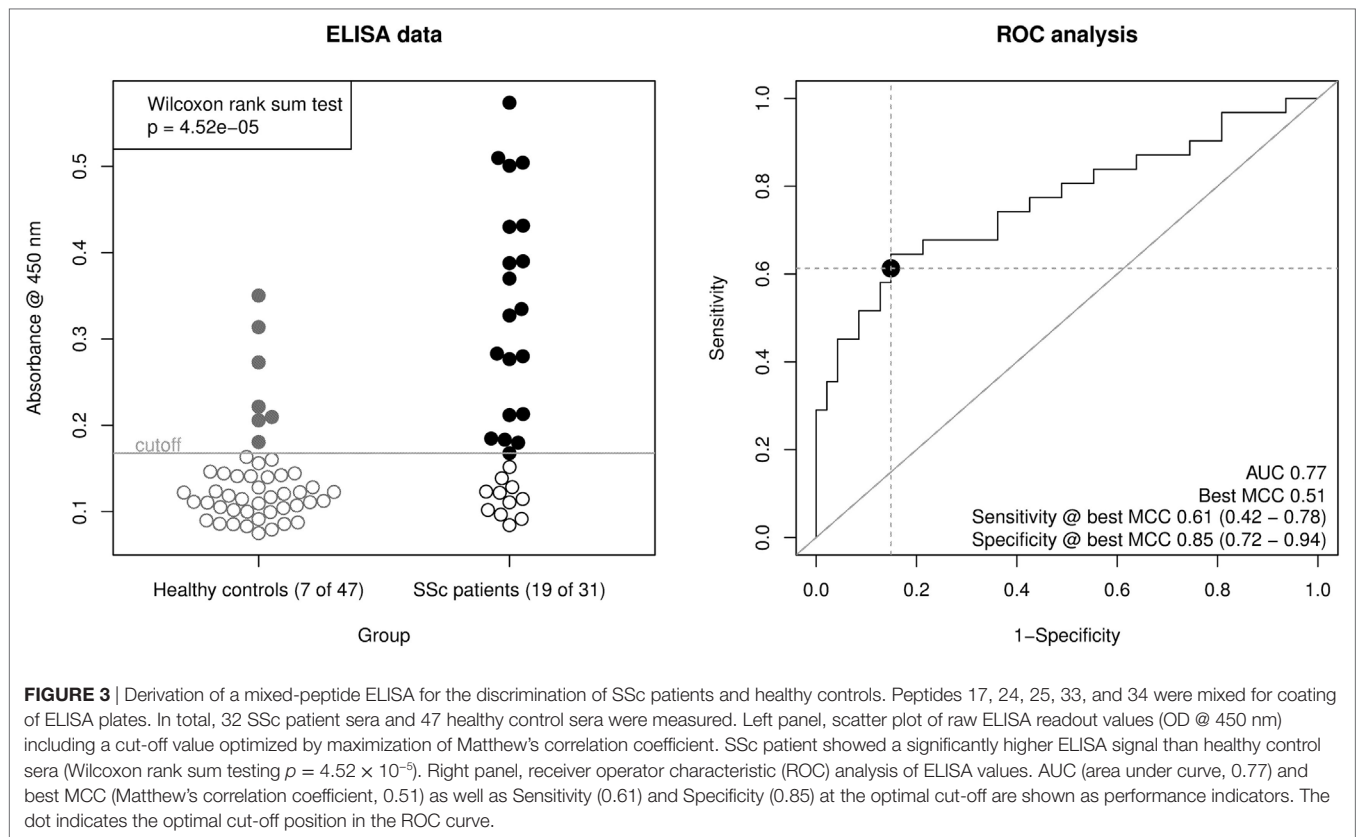 ELISA data
Wilcoxon rank sum test
p = 4.52e−05
Absorbance @ 450 nm
0.5
0.4
0.3
0.2
0.1
cutoff
Healthy controls (7 of 47)
SSc patients (19 of 31)
Group
ROC analysis
Sensitivity
1.0
0.8
0.6
0.4
0.2
0.0
AUC 0.77
Best MCC 0.51
Sensitivity @ best MCC 0.61 (0.42 − 0.78)
Specificity @ best MCC 0.85 (0.72 − 0.94)
0.0
0.2
0.4
0.6
0.8
1.0
1−Specificity
FIGURE 3 | Derivation of a mixed-peptide ELISA for the discrimination of SSc patients and healthy controls. Peptides 17, 24, 25, 33, and 34 were mixed for coating
of ELISA plates. In total, 32 SSc patient sera and 47 healthy control sera were measured. Left panel, scatter plot of raw ELISA readout values (OD @ 450 nm)
including a cut-off value optimized by maximization of Matthew's correlation coefficient. SSc patient showed a significantly higher ELISA signal than healthy control
sera (Wilcoxon rank sum testing p = 4.52 × 10⁻⁵). Right panel, receiver operator characteristic (ROC) analysis of ELISA values. AUC (area under curve, 0.77) and
best MCC (Matthew's correlation coefficient, 0.51) as well as Sensitivity (0.61) and Specificity (0.85) at the optimal cut-off are shown as performance indicators. The
dot indicates the optimal cut-off position in the ROC curve.